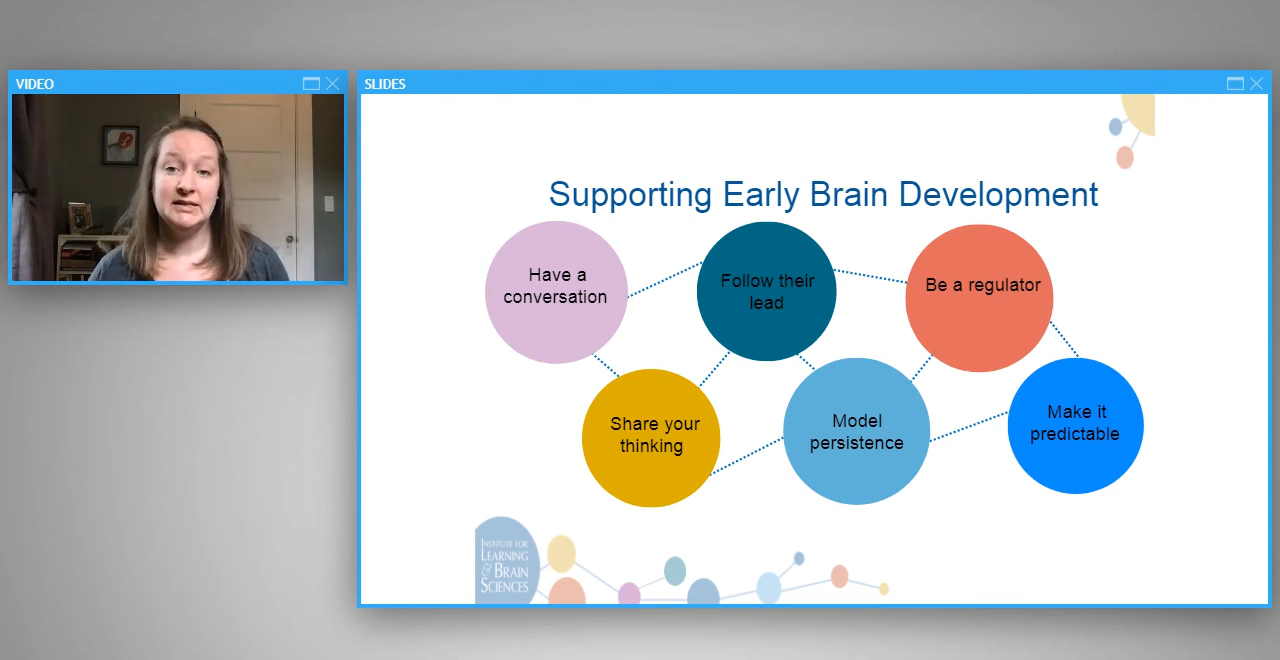 VIDEO
SLIDES
Supporting Early Brain Development
Have a
conversation
Follow their
lead
Be a regulator
Share your
thinking
Model
persistence
Make it
predictable
INSTITUTE FOR
LEARNING
& BRAIN
SCIENCES